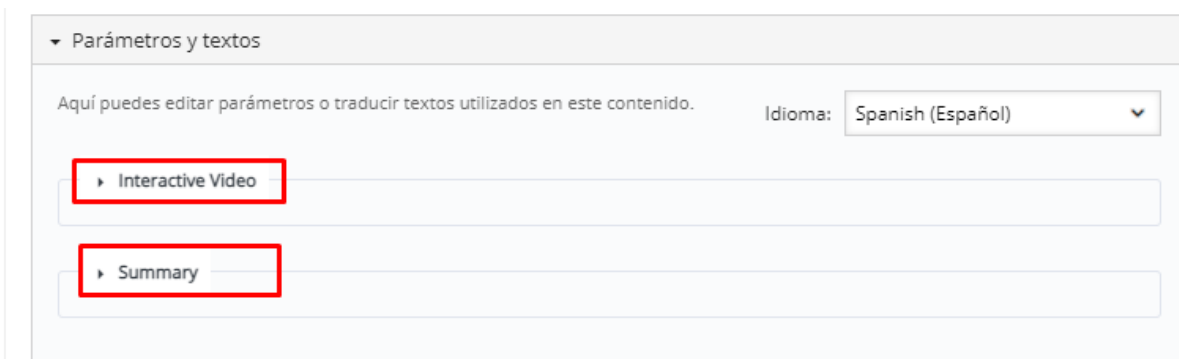 Parámetros y textos
Aquí puedes editar parámetros o traducir textos utilizados en este contenido.
Idioma: Spanish (Español)
Interactive Video
Summary